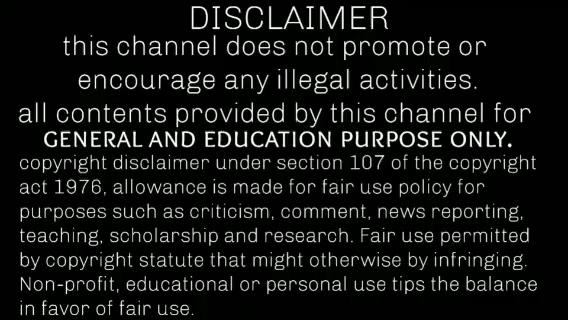 DISCLAIMER
this channel does not promote or
encourage any illegal activities.
all contents provided by this channel for
GENERAL AND EDUCATION PURPOSE ONLY.
copyright disclaimer under section 107 of the copyright
act 1976, allowance is made for fair use policy for
purposes such as criticism, comment, news reporting,
teaching, scholarship and research. Fair use permitted
by copyright statute that might otherwise by infringing.
Non-profit, educational or personal use tips the balance
in favor of fair use.